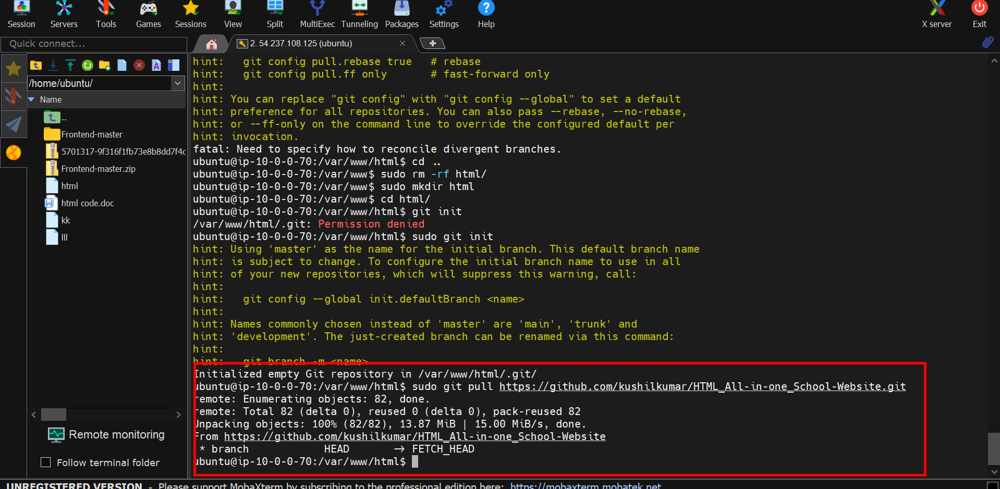 Session Servers Tools Games Sessions View Split MultiExec Tunneling Packages Settings Help X server Exit
Quick connect...
2. 54.237.108.125 (ubuntu)
/home/ubuntu/
Name
..
Frontend-master
5701317-9f316f1fb73e8b8dd7f4c
Frontend-master.zip
html
html code.doc
kk
lll
Remote monitoring
Follow terminal folder
hint:   git config pull.rebase true   # rebase
hint:   git config pull.ff only       # fast-forward only
hint:
hint: You can replace "git config" with "git config --global" to set a default
hint: preference for all repositories. You can also pass --rebase, --no-rebase,
hint: or --ff-only on the command line to override the configured default per
hint: invocation.
fatal: Need to specify how to reconcile divergent branches.
ubuntu@ip-10-0-0-70:/var/www/html$ cd ..
ubuntu@ip-10-0-0-70:/var/www$ sudo rm -rf html/
ubuntu@ip-10-0-0-70:/var/www$ sudo mkdir html
ubuntu@ip-10-0-0-70:/var/www$ cd html/
ubuntu@ip-10-0-0-70:/var/www/html$ git init
/var/www/html/.git: Permission denied
ubuntu@ip-10-0-0-70:/var/www/html$ sudo git init
hint: Using 'master' as the name for the initial branch. This default branch name
hint: is subject to change. To configure the initial branch name to use in all
hint: of your new repositories, which will suppress this warning, call:
hint:
hint:   git config --global init.defaultBranch <name>
hint:
hint: Names commonly chosen instead of 'master' are 'main', 'trunk' and
hint: 'development'. The just-created branch can be renamed via this command:
hint:
hint:   git branch -m <name>
Initialized empty Git repository in /var/www/html/.git/
ubuntu@ip-10-0-0-70:/var/www/html$ sudo git pull https://github.com/kushilkumar/HTML_All-in-one_School-Website.git
remote: Enumerating objects: 82, done.
remote: Total 82 (delta 0), reused 0 (delta 0), pack-reused 82
Unpacking objects: 100% (82/82), 13.87 MiB | 15.00 MiB/s, done.
From https://github.com/kushilkumar/HTML_All-in-one_School-Website
 * branch            HEAD       -> FETCH_HEAD
ubuntu@ip-10-0-0-70:/var/www/html$
UNREGISTERED VERSION - Please support MobaXterm by subscribing to the professional edition here: https://mobaxterm.mobatek.net